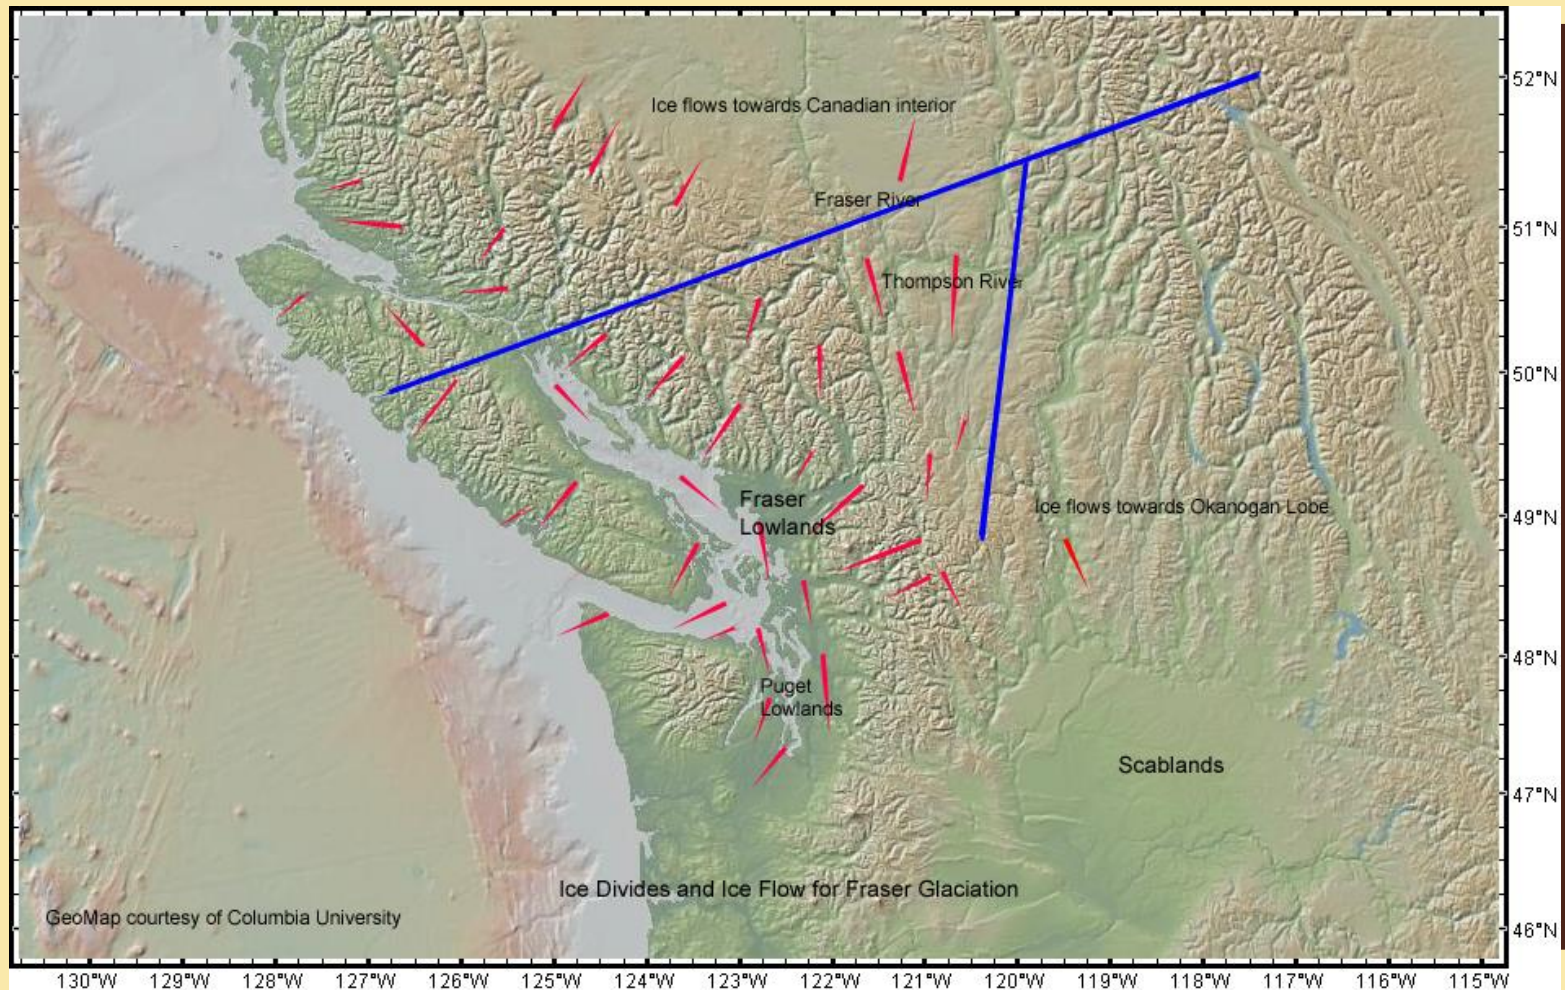 52°N
Ice flows towards Canadian interior
51°N
Fraser River
Thompson River
50°N
49°N
Fraser
Lowlands
Ice flows towards Okanogan Lobe
48°N
Puget
Lowlands
Scablands
47°N
Ice Divides and Ice Flow for Fraser Glaciation
GeoMap courtesy of Columbia University
46°N
130°W 129°W 128°W 127°W 126°W 125°W 124°W 123°W 122°W 121°W 120°W 119°W 118°W 117°W 116°W 115°W